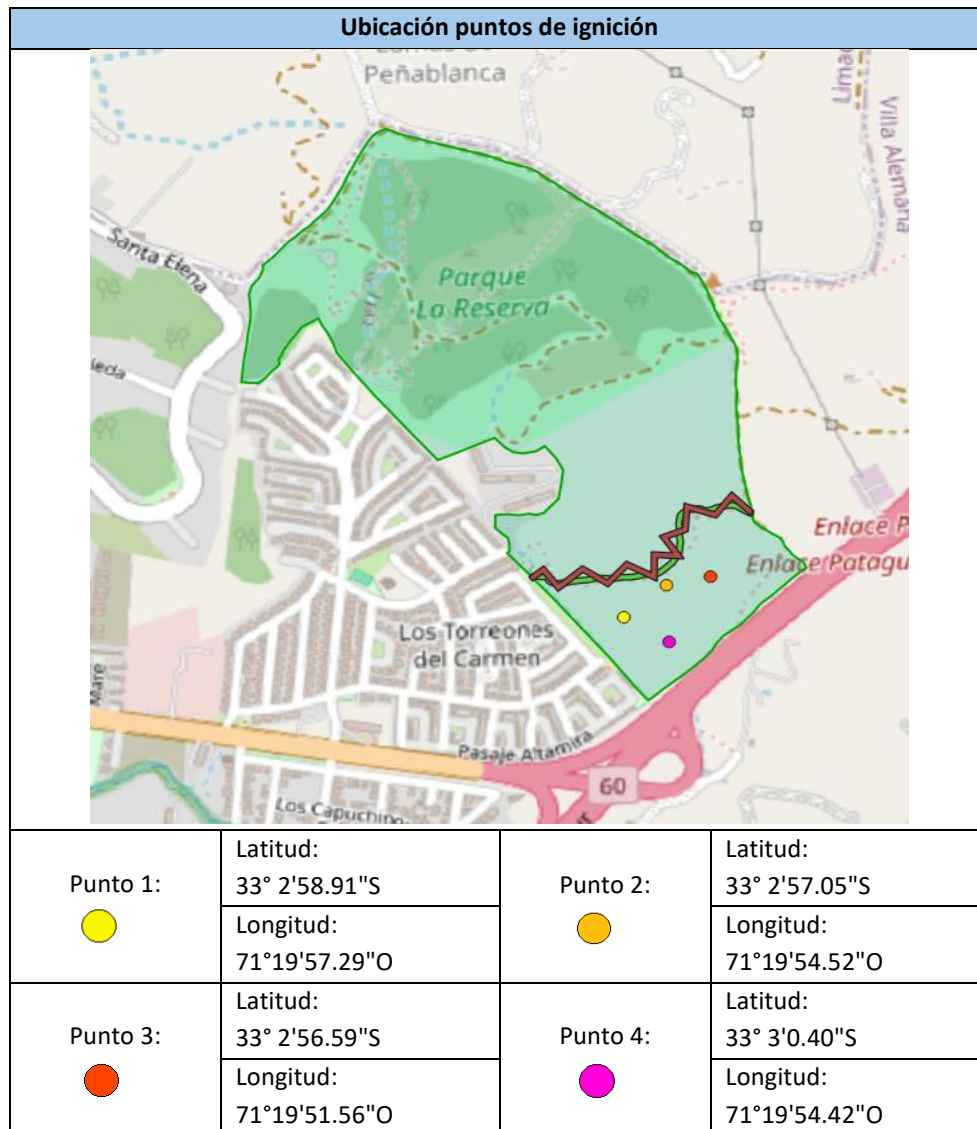 Ubicación puntos de ignición
Peñablanca
Villa Alemana
Santa Elena
Parque
La Reserva
Enlace P
Enlace Patagu
Los Torreones
del Carmen
Mare
Pasaje Altamira
60
Los Capuchino
Punto 1:
Latitud:
33° 2'58.91"S
Longitud:
71°19'57.29"O
Punto 2:
Latitud:
33° 2'57.05"S
Longitud:
71°19'54.52"O
Punto 3:
Latitud:
33° 2'56.59"S
Longitud:
71°19'51.56"O
Punto 4:
Latitud:
33° 3'0.40"S
Longitud:
71°19'54.42"O